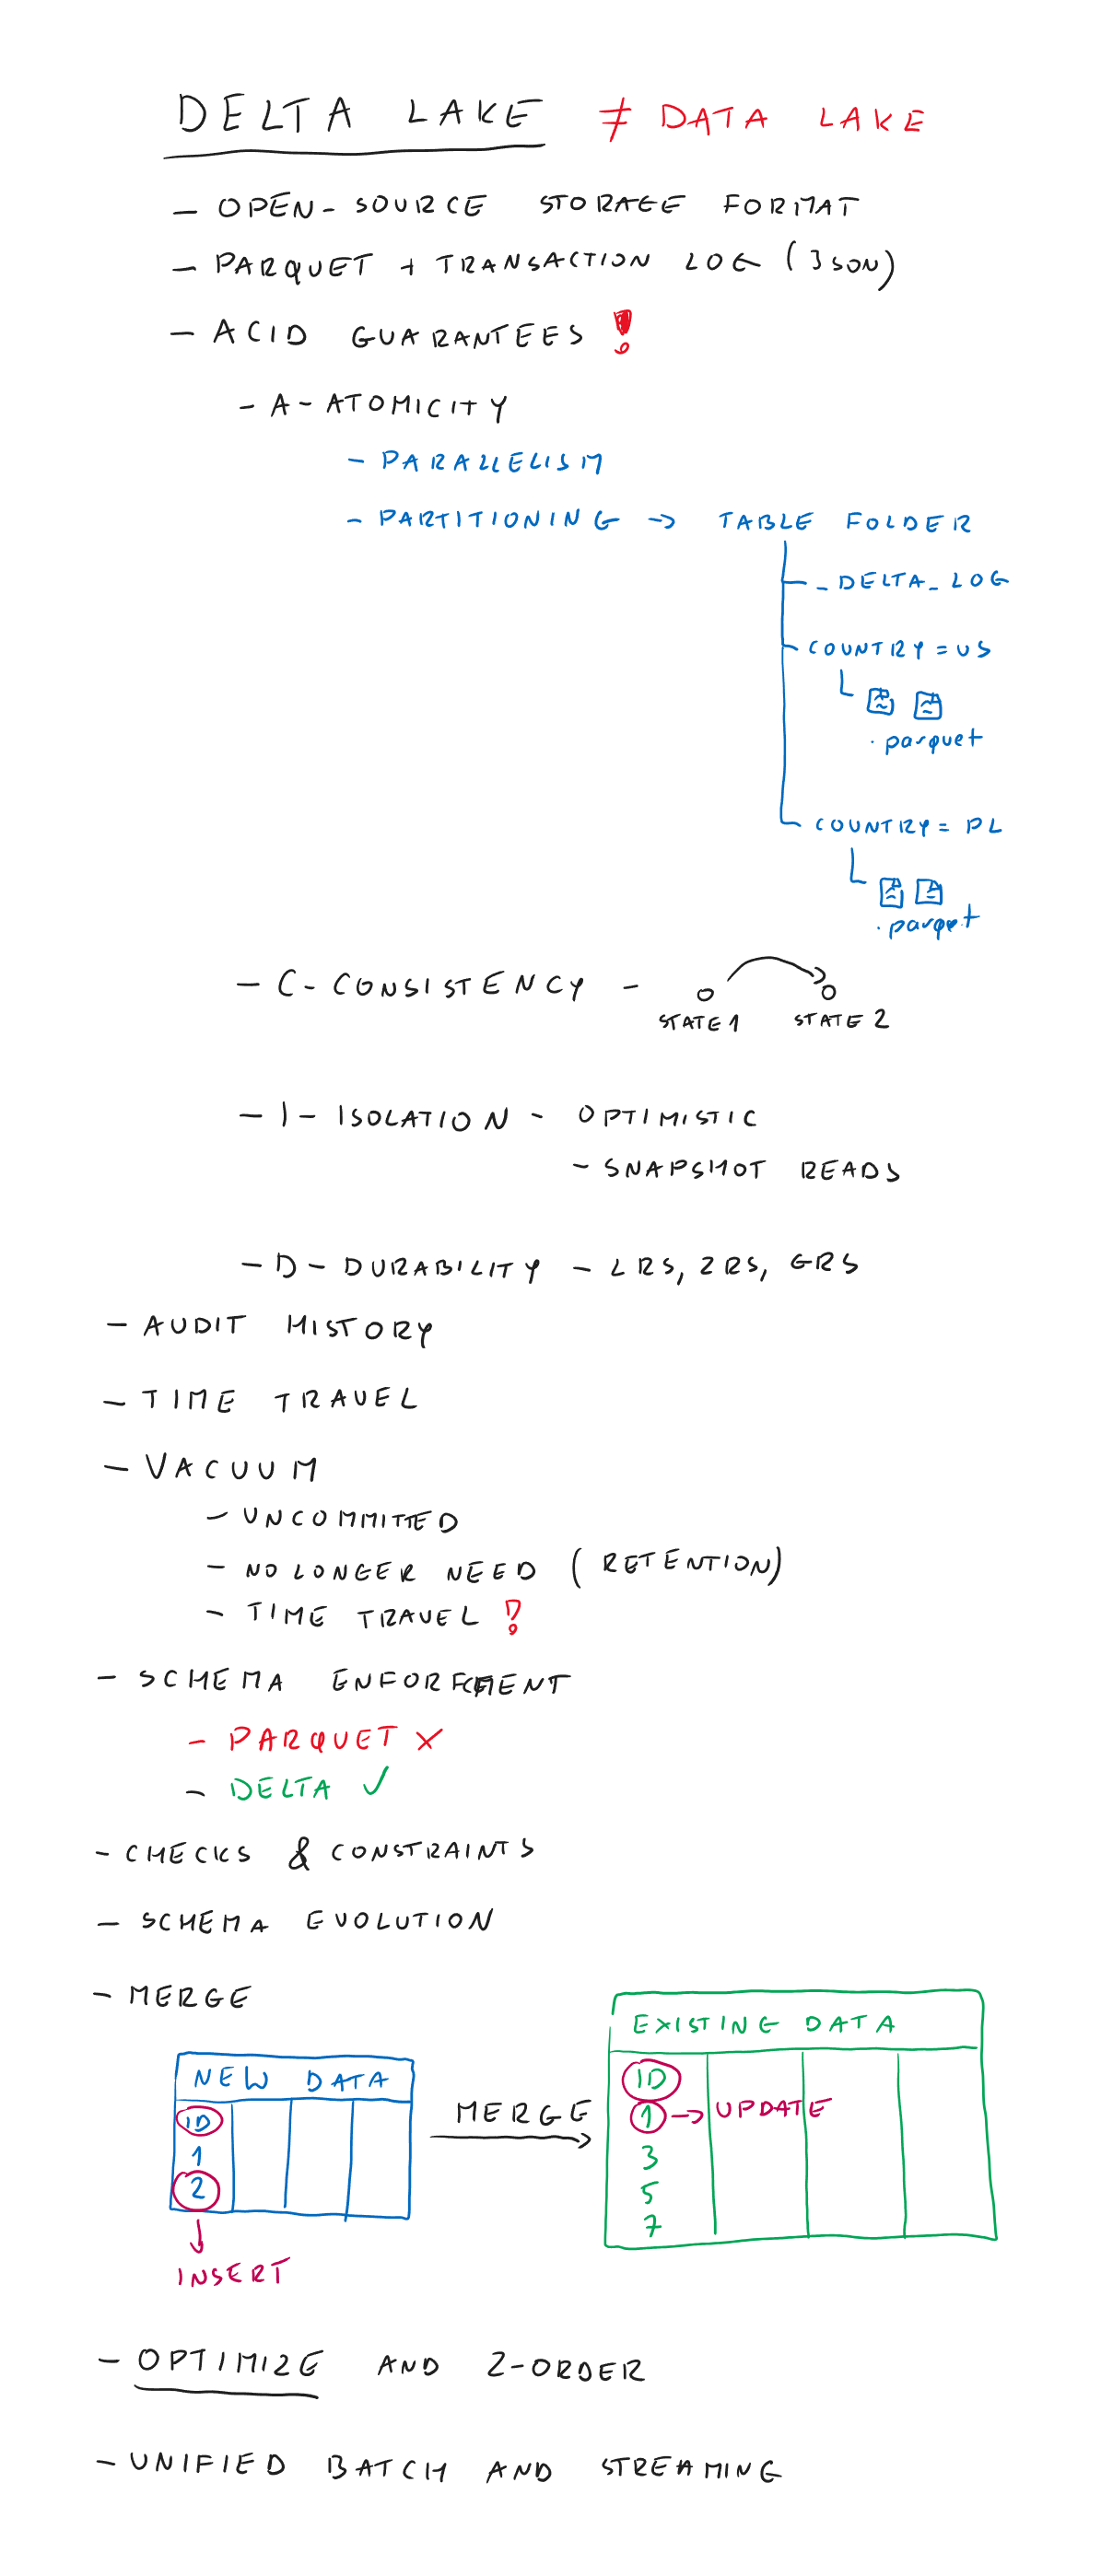 DELTA LAKE ≠ DATA LAKE
- OPEN-SOURCE STORAGE FORMAT
- PARQUET + TRANSACTION LOG (JSON)
- ACID GUARANTEES !
- A-ATOMICITY
- PARALLELISM
- PARTITIONING → TABLE FOLDER
_DELTA_LOG
COUNTRY=US
.parquet
COUNTRY=PL
.parquet
- C-CONSISTENCY -
STATE 1 STATE 2
- I-ISOLATION - OPTIMISTIC
- SNAPSHOT READS
- D-DURABILITY - LRS, ZRS, GRS
- AUDIT HISTORY
- TIME TRAVEL
- VACUUM
- UNCOMMITTED
- NO LONGER NEED (RETENTION)
- TIME TRAVEL !
- SCHEMA ENFORCEMENT
- PARQUET X
- DELTA ✓
- CHECKS & CONSTRAINTS
- SCHEMA EVOLUTION
- MERGE
NEW DATA
ID
1
2
INSERT
MERGE
EXISTING DATA
ID
1 → UPDATE
3
5
7
- OPTIMIZE AND Z-ORDER
- UNIFIED BATCH AND STREAMING